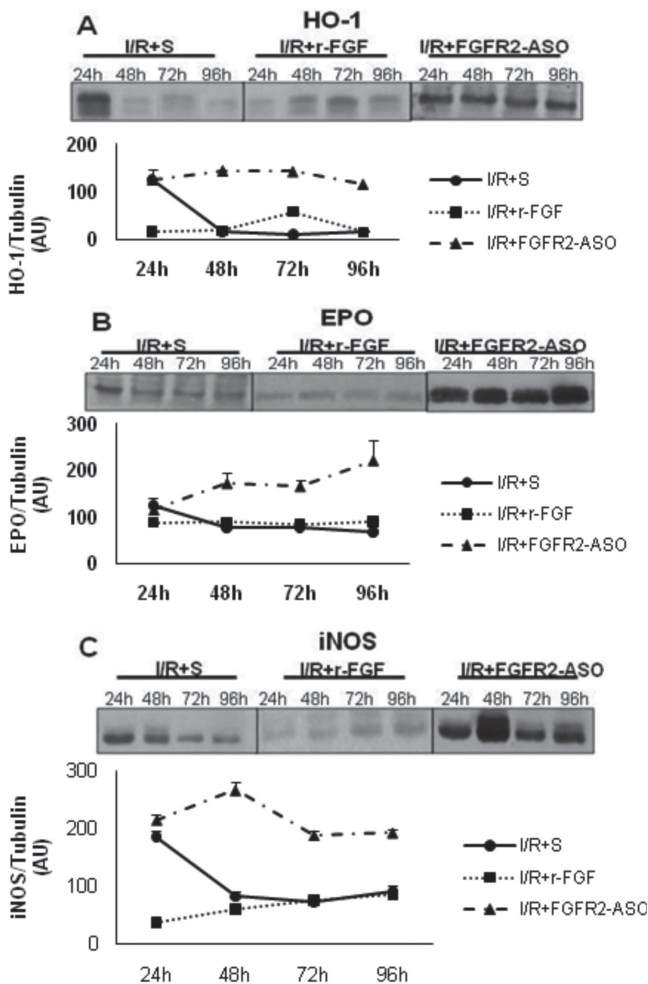 A
HO-1
I/R+S I/R+r-FGF I/R+FGFR2-ASO
24h 48h 72h 96h 24h 48h 72h 96h 24h 48h 72h 96h
200
100
0
HO-1/Tubulin
(AU)
24h 48h 72h 96h
I/R+S
I/R+r-FGF
I/R+FGFR2-ASO
B
EPO
I/R+S I/R+r-FGF I/R+FGFR2-ASO
24h 48h 72h 96h 24h 48h 72h 96h 24h 48h 72h 96h
300
200
100
0
EPO/Tubulin
(AU)
24h 48h 72h 96h
I/R+S
I/R+r-FGF
I/R+FGFR2-ASO
C
iNOS
I/R+S I/R+r-FGF I/R+FGFR2-ASO
24h 48h 72h 96h 24h 48h 72h 96h 24h 48h 72h 96h
300
200
100
0
iNOS/Tubulin
(AU)
24h 48h 72h 96h
I/R+S
I/R+r-FGF
I/R+FGFR2-ASO